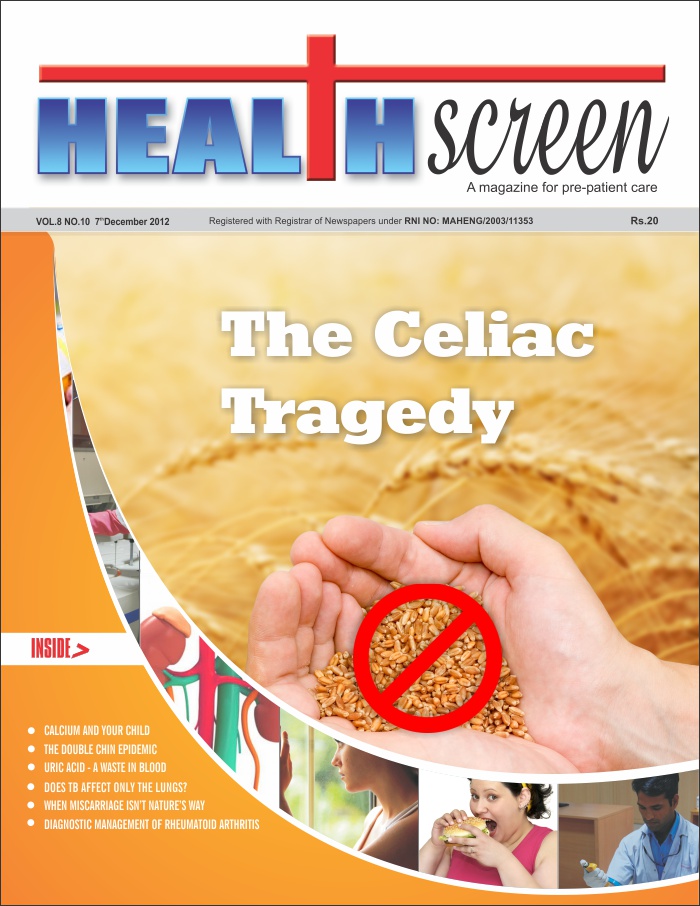 HEALTH screen
A magazine for pre-patient care
VOL.8 NO.10 7th December 2012 Registered with Registrar of Newspapers under RNI NO: MAHENG/2003/11353 Rs.20
The Celiac
Tragedy
INSIDE >
CALCIUM AND YOUR CHILD
THE DOUBLE CHIN EPIDEMIC
URIC ACID - A WASTE IN BLOOD
DOES TB AFFECT ONLY THE LUNGS?
WHEN MISCARRIAGE ISN'T NATURE'S WAY
DIAGNOSTIC MANAGEMENT OF RHEUMATOID ARTHRITIS